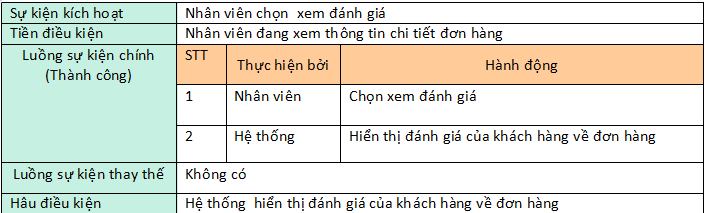 Sự kiện kích hoạt Nhân viên chọn xem đánh giá
Tiền điều kiện Nhân viên đang xem thông tin chi tiết đơn hàng
Luồng sự kiện chính
(Thành công)
STT Thực hiện bởi Hành động
1 Nhân viên Chọn xem đánh giá
2 Hệ thống Hiển thị đánh giá của khách hàng về đơn hàng
Luồng sự kiện thay thế Không có
Hâu điều kiện Hệ thống hiển thị đánh giá của khách hàng về đơn hàng